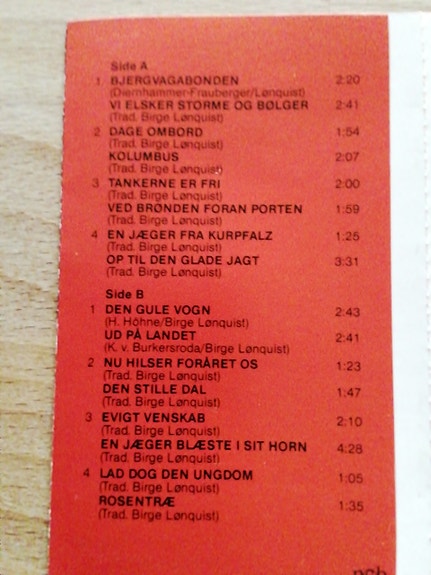 Side A
1 BJERGVAGABONDEN 2:20
(Diernhammer-Frauberger/Lønquist)
VI ELSKER STORME OG BØLGER 2:41
(Trad. Birge Lønquist)
2 DAGE OMBORD 1:54
(Trad. Birge Lønquist)
KOLUMBUS 2:07
(Trad. Birge Lønquist)
3 TANKERNE ER FRI 2:00
(Trad. Birge Lønquist)
VED BRØNDEN FORAN PORTEN 1:59
(Trad. Birge Lønquist)
4 EN JÆGER FRA KURPFALZ 1:25
(Trad. Birge Lønquist)
OP TIL DEN GLADE JAGT 3:31
(Trad. Birge Lønquist)
Side B
1 DEN GULE VOGN 2:43
(H. Höhne/Birge Lønquist)
UD PÅ LANDET 2:41
(K. v. Burkersroda/Birge Lønquist)
2 NU HILSER FORÅRET OS 1:23
(Trad. Birge Lønquist)
DEN STILLE DAL 1:47
(Trad. Birge Lønquist)
3 EVIGT VENSKAB 2:10
(Trad. Birge Lønquist)
EN JÆGER BLÆSTE I SIT HORN 4:28
(Trad. Birge Lønquist)
4 LAD DOG DEN UNGDOM 1:05
(Trad. Birge Lønquist)
ROSENTRÆ 1:35
(Trad. Birge Lønquist)